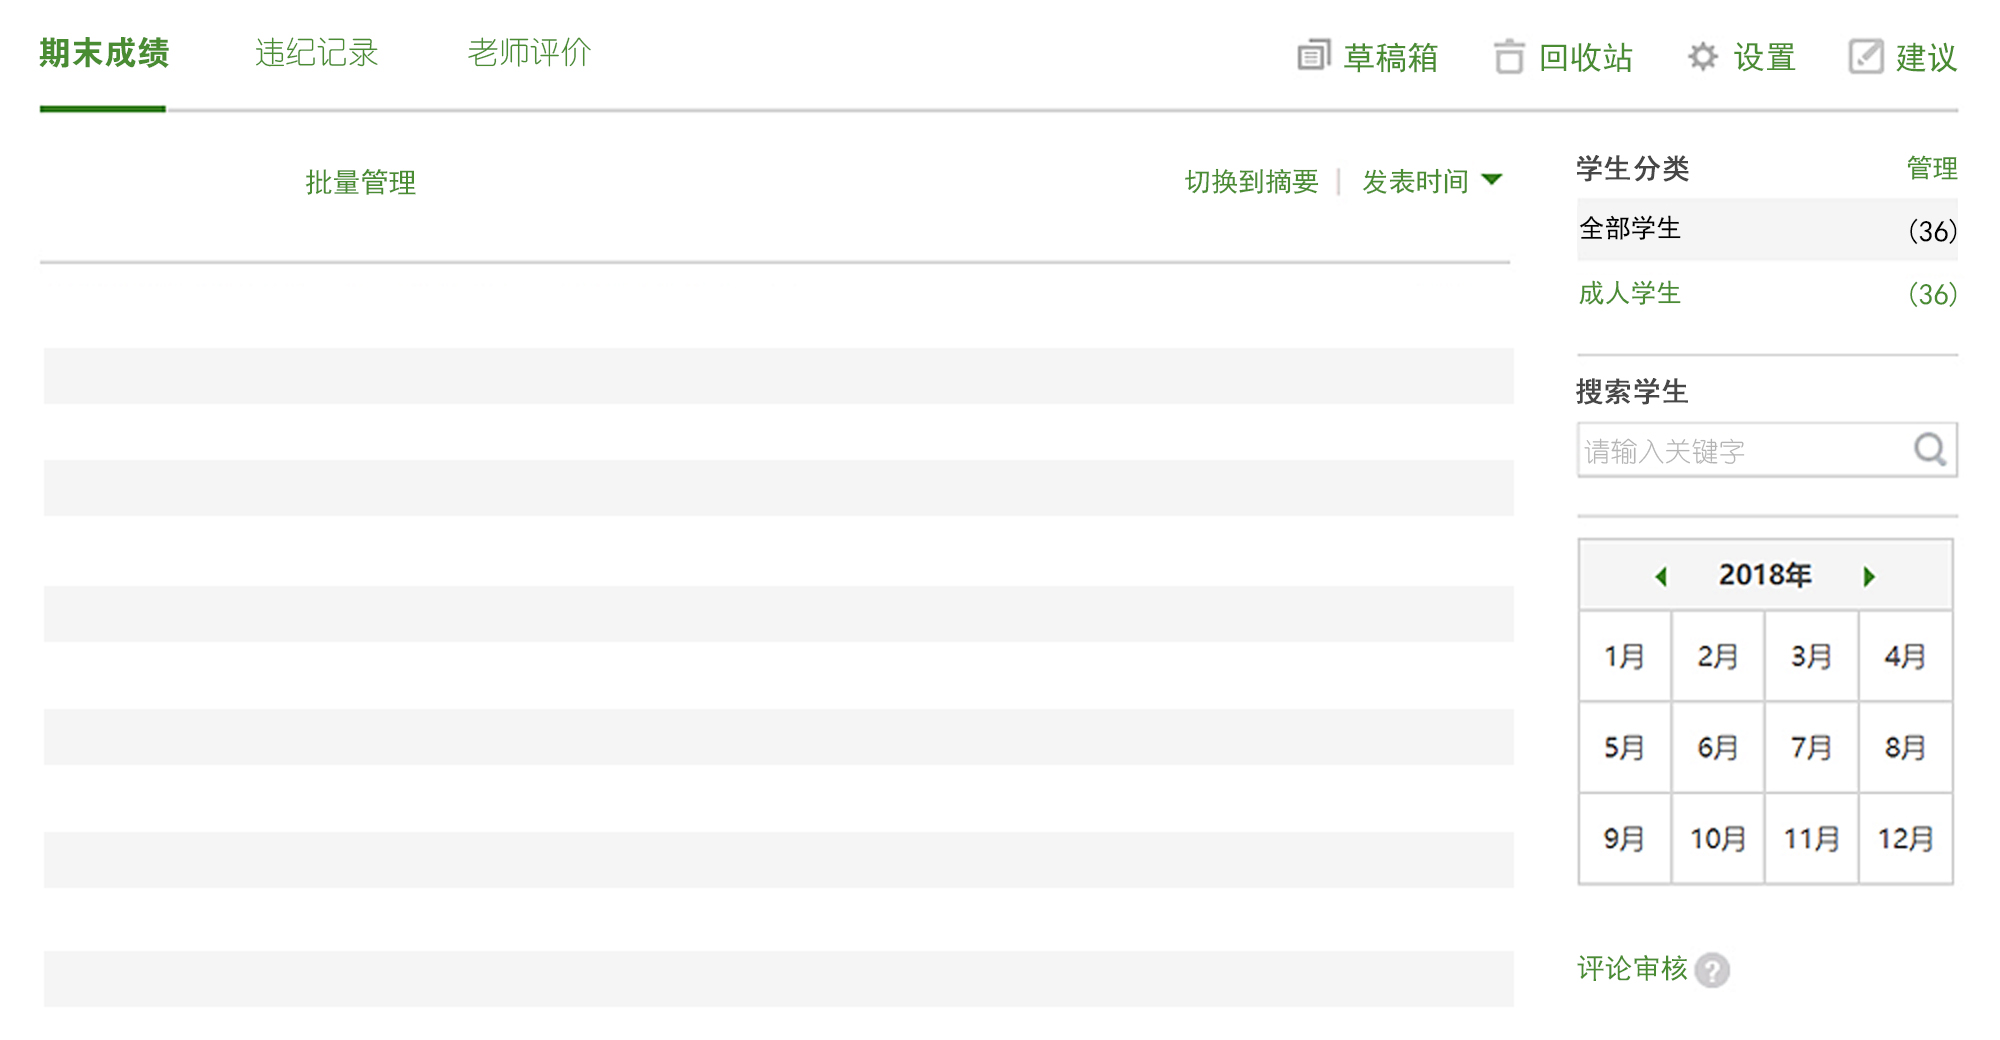 期末成绩 违纪记录 老师评价 草稿箱 回收站 设置 建议
批量管理 切换到摘要 | 发表时间
学生分类 管理
全部学生 (36)
成人学生 (36)
搜索学生
请输入关键字
2018年
1月 2月 3月 4月
5月 6月 7月 8月
9月 10月 11月 12月
评论审核 ?